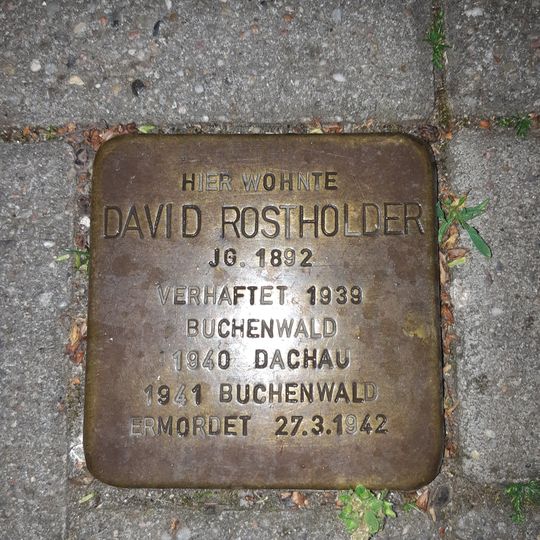 HIER WOHNTE
DAVID ROSTHOLDER
JG. 1892
VERHAFTET 1939
BUCHENWALD
1940 DACHAU
1941 BUCHENWALD
ERMORDET 27.3.1942